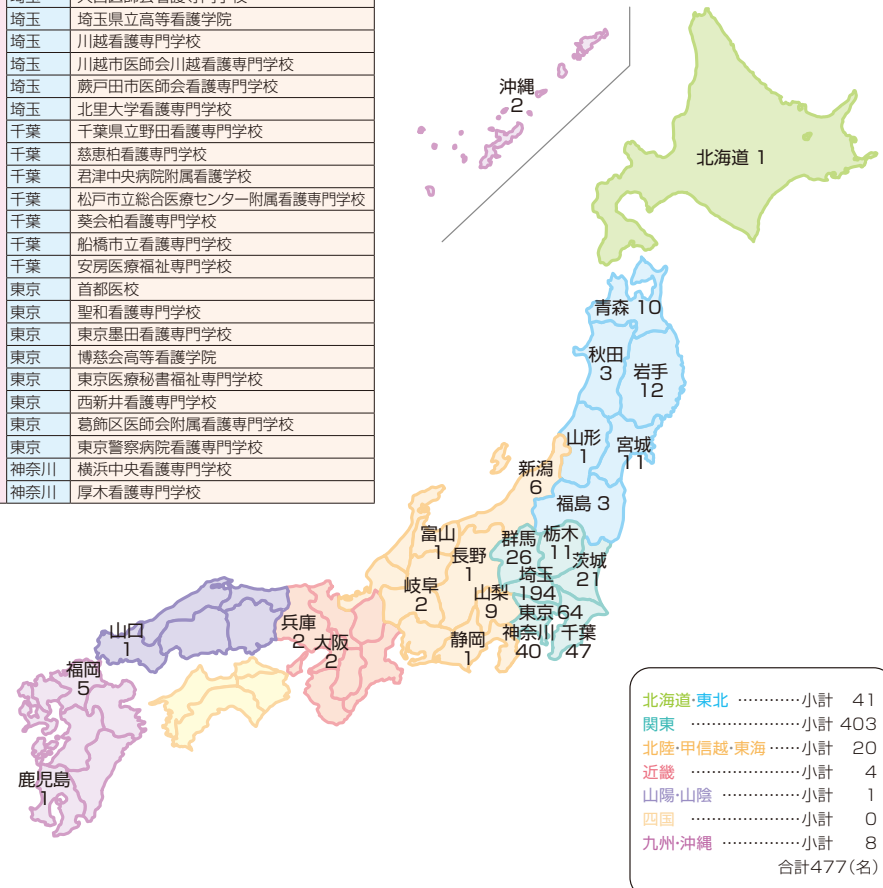 埼玉 埼玉県立高等看護学院
埼玉 川越看護専門学校
埼玉 川越市医師会川越看護専門学校
埼玉 蕨戸田市医師会看護専門学校
埼玉 北里大学看護専門学校
千葉 千葉県立野田看護専門学校
千葉 慈恵柏看護専門学校
千葉 君津中央病院附属看護学校
千葉 松戸市立総合医療センター附属看護専門学校
千葉 葵会柏看護専門学校
千葉 船橋市立看護専門学校
千葉 安房医療福祉専門学校
東京 首都医校
東京 聖和看護専門学校
東京 東京墨田看護専門学校
東京 博慈会高等看護学院
東京 東京医療秘書福祉専門学校
東京 西新井看護専門学校
東京 葛飾区医師会附属看護専門学校
東京 東京警察病院看護専門学校
神奈川 横浜中央看護専門学校
神奈川 厚木看護専門学校
沖縄
2
北海道 1
青森 10
秋田
3
岩手
12
山形
1
宮城
11
新潟
6
福島 3
富山
1
長野
1
群馬
26
栃木
11
茨城
21
岐阜
2
山梨
9
埼玉
194
東京 64
静岡
1
神奈川
40
千葉
47
兵庫
2
大阪
2
山口
1
福岡
5
鹿児島
1
北海道・東北 …………小計 41
関東 ………………小計 403
北陸・甲信越・東海 ……小計 20
近畿 ………………小計 4
山陽・山陰 ……………小計 1
四国 ………………小計 0
九州・沖縄 ……………小計 8
合計477(名)